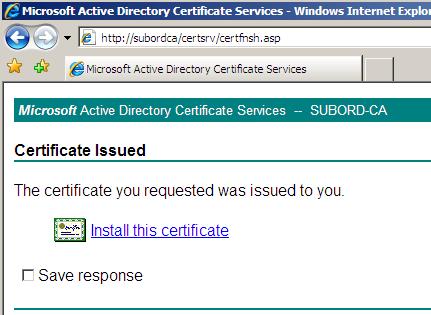 Microsoft Active Directory Certificate Services - Windows Internet Explo
http://subordca/certsrv/certfnsh.asp
Microsoft Active Directory Certificate Services
Microsoft Active Directory Certificate Services -- SUBORD-CA
Certificate Issued
The certificate you requested was issued to you.
Install this certificate
Save response